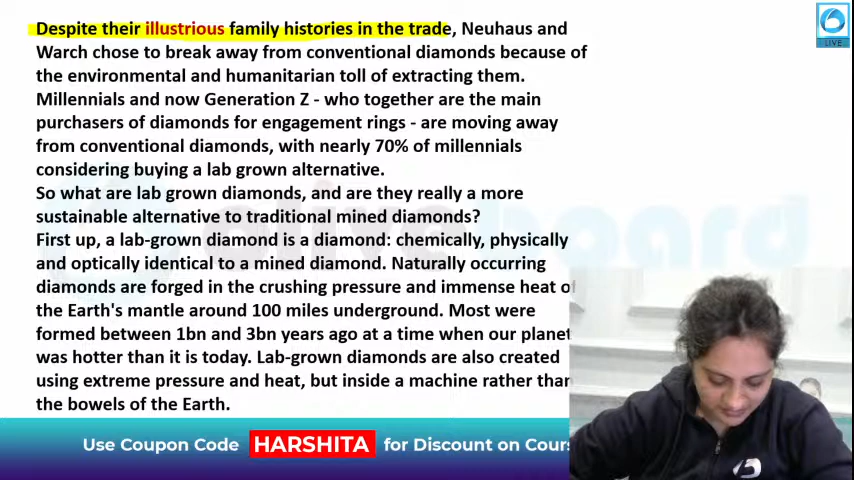 Despite their illustrious family histories in the trade, Neuhaus and
Warch chose to break away from conventional diamonds because of
the environmental and humanitarian toll of extracting them.
Millennials and now Generation Z - who together are the main
purchasers of diamonds for engagement rings - are moving away
from conventional diamonds, with nearly 70% of millennials
considering buying a lab grown alternative.
So what are lab grown diamonds, and are they really a more
sustainable alternative to traditional mined diamonds?
First up, a lab-grown diamond is a diamond: chemically, physically
and optically identical to a mined diamond. Naturally occurring
diamonds are forged in the crushing pressure and immense heat of
the Earth's mantle around 100 miles underground. Most were
formed between 1bn and 3bn years ago at a time when our planet
was hotter than it is today. Lab-grown diamonds are also created
using extreme pressure and heat, but inside a machine rather than
the bowels of the Earth.
LIVE
oliveboard
Use Coupon Code HARSHITA for Discount on Cours